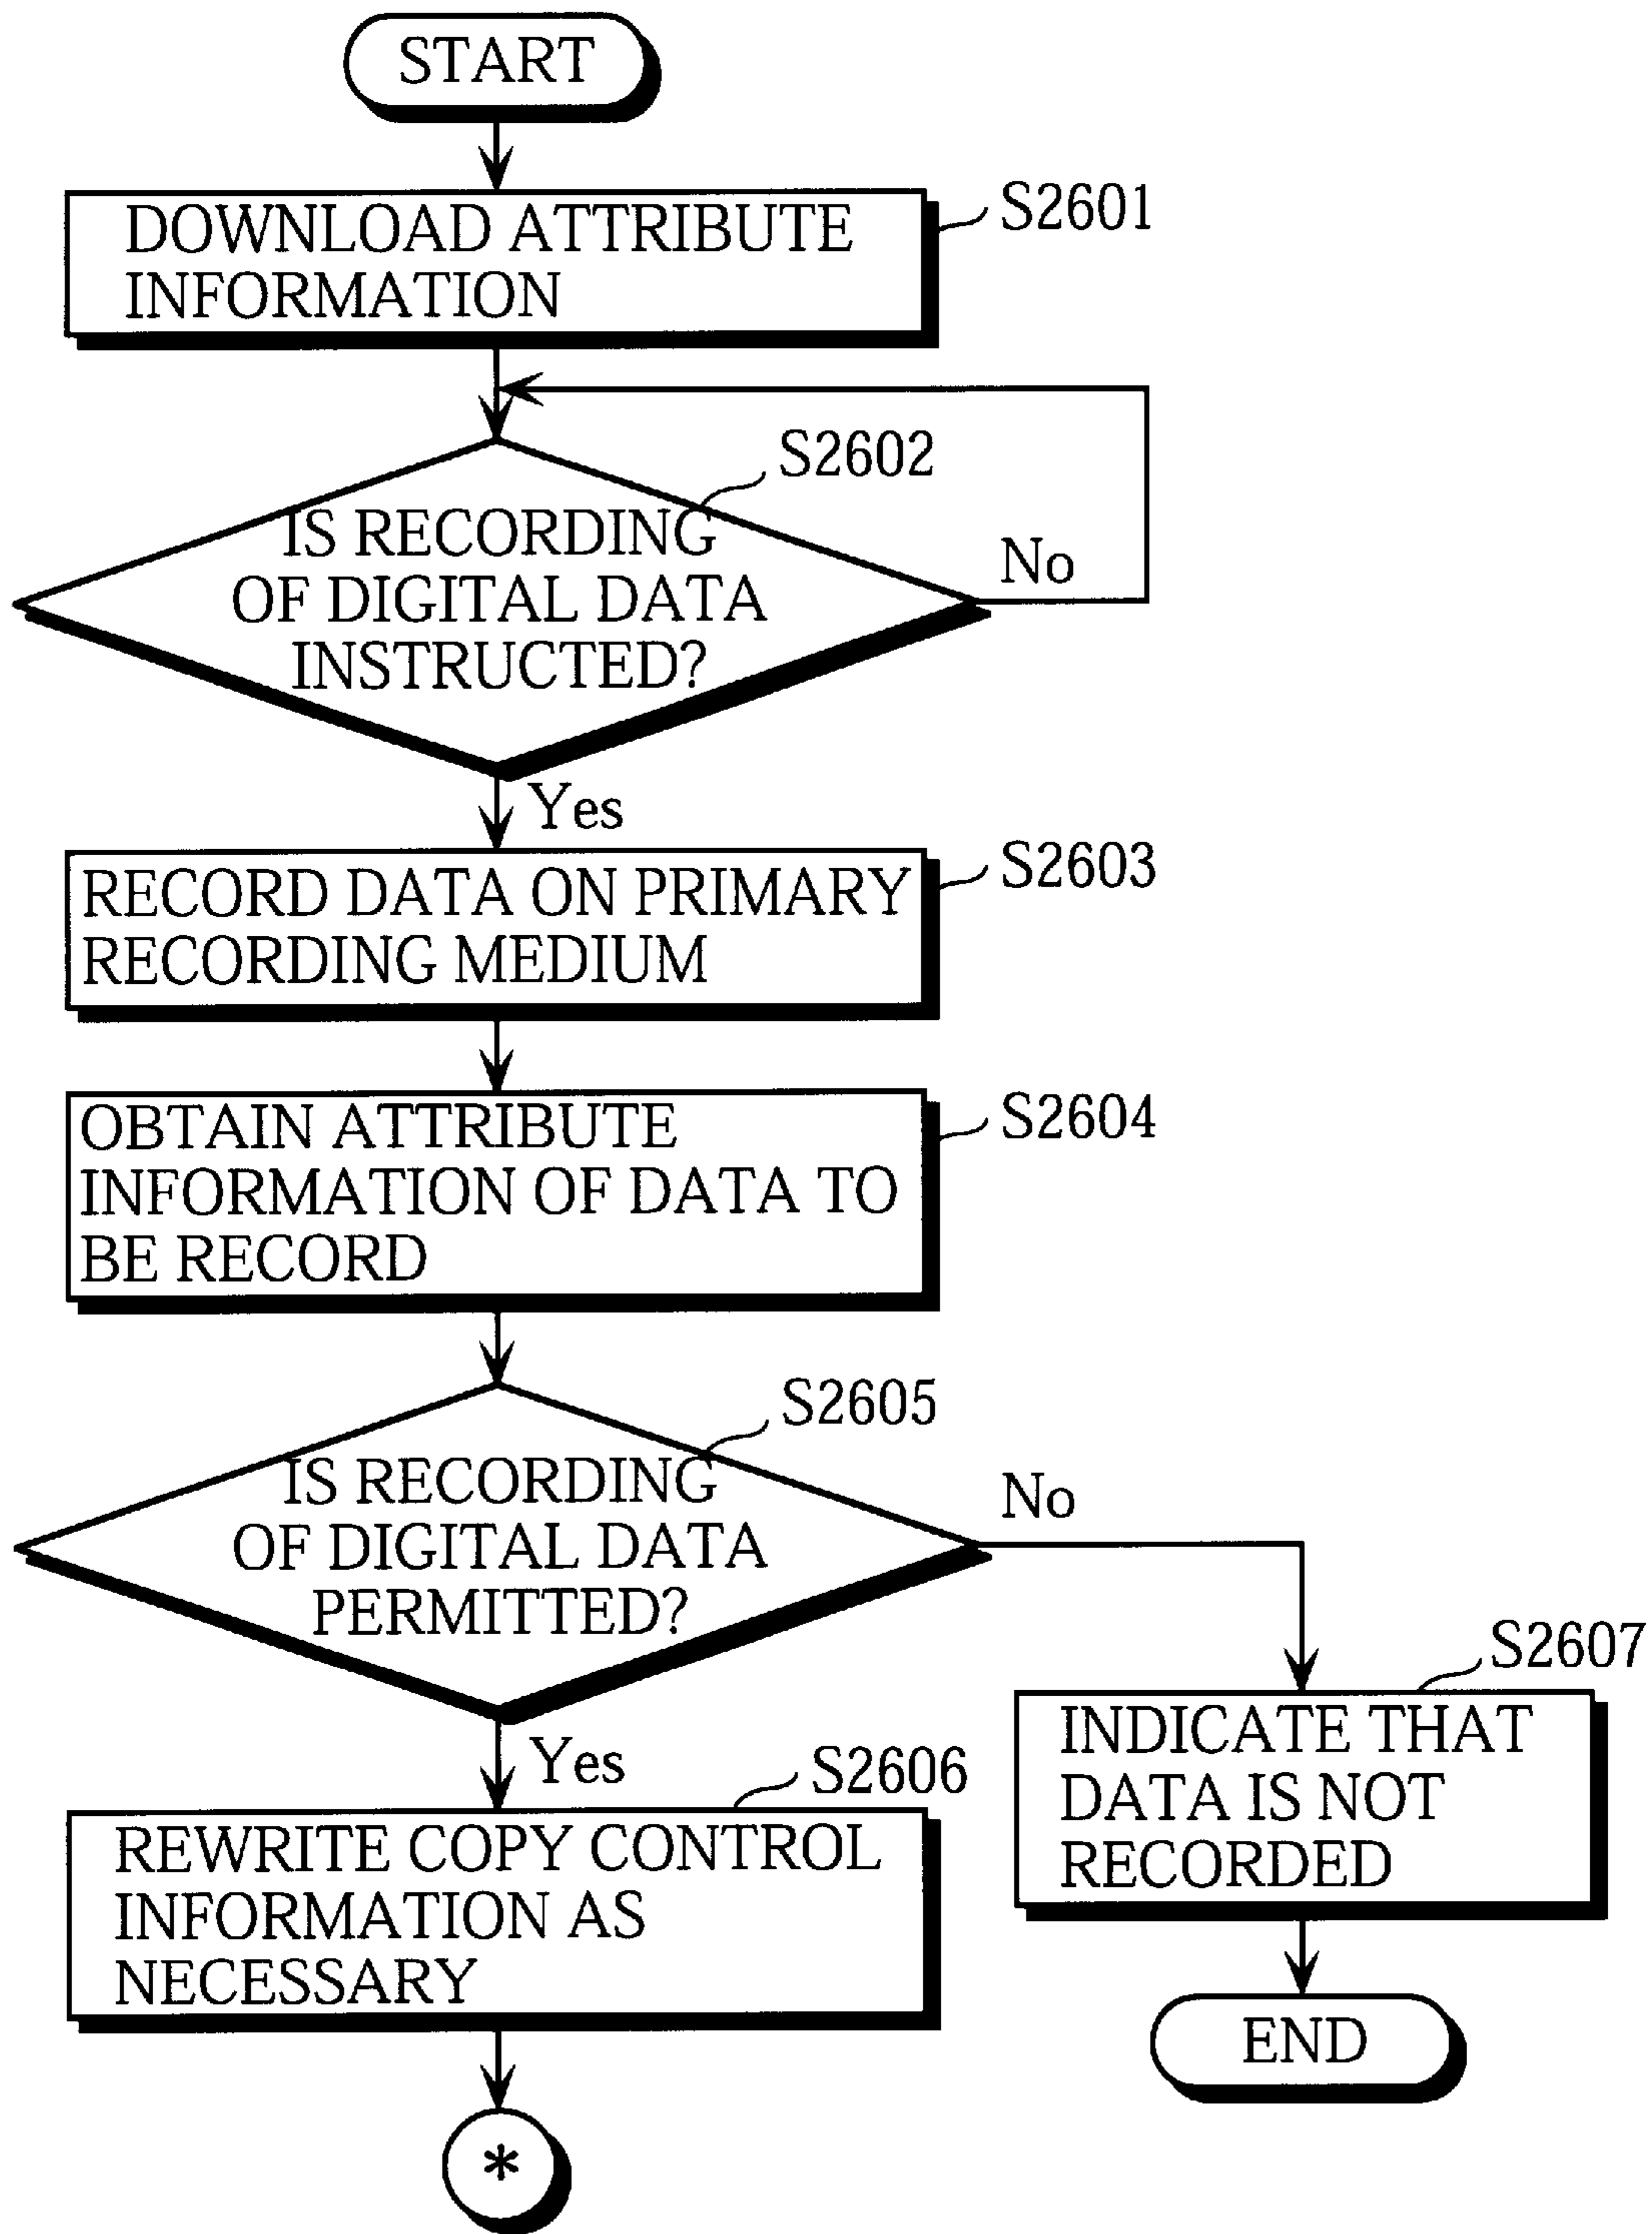 START
DOWNLOAD ATTRIBUTE
INFORMATION
S2601
S2602
IS RECORDING
OF DIGITAL DATA
INSTRUCTED?
No
Yes
RECORD DATA ON PRIMARY
RECORDING MEDIUM
S2603
OBTAIN ATTRIBUTE
INFORMATION OF DATA TO
BE RECORD
S2604
S2605
IS RECORDING
OF DIGITAL DATA
PERMITTED?
No
Yes
S2606
REWRITE COPY CONTROL
INFORMATION AS
NECESSARY
*
S2607
INDICATE THAT
DATA IS NOT
RECORDED
END